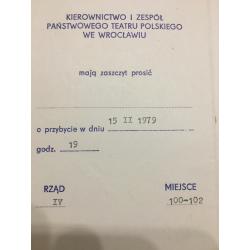 KIEROWNICTWO I ZESPÓŁ
PAŃSTWOWEGO TEATRU POLSKIEGO
WE WROCŁAWIU
mają zaszczyt prosić
o przybycie w dniu 15 II 1979
godz. 19
RZĄD MIEJSCE
IV 100-102